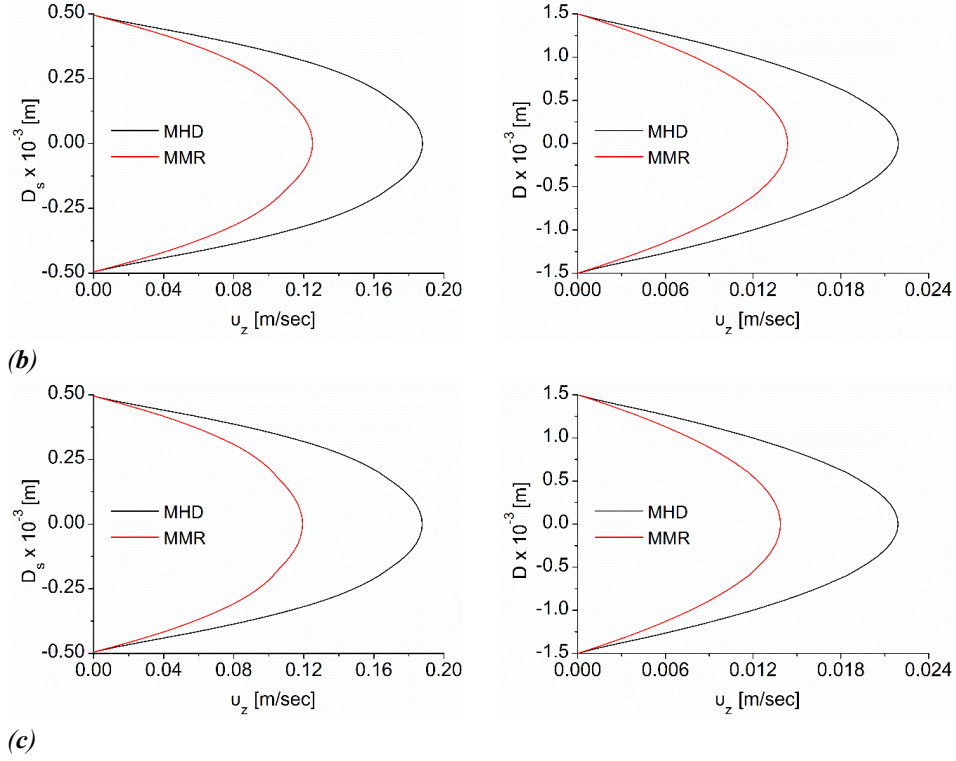 0.50
0.25
0.00
-0.25
-0.50
D_s x 10^-3 [m]
MHD
MMR
0.00 0.04 0.08 0.12 0.16 0.20
υ_z [m/sec]
1.5
1.0
0.5
0.0
-0.5
-1.0
-1.5
D x 10^-3 [m]
MHD
MMR
0.000 0.006 0.012 0.018 0.024
υ_z [m/sec]
(b)
0.50
0.25
0.00
-0.25
-0.50
D_s x 10^-3 [m]
MHD
MMR
0.00 0.04 0.08 0.12 0.16 0.20
υ_z [m/sec]
1.5
1.0
0.5
0.0
-0.5
-1.0
-1.5
D x 10^-3 [m]
MHD
MMR
0.000 0.006 0.012 0.018 0.024
υ_z [m/sec]
(c)